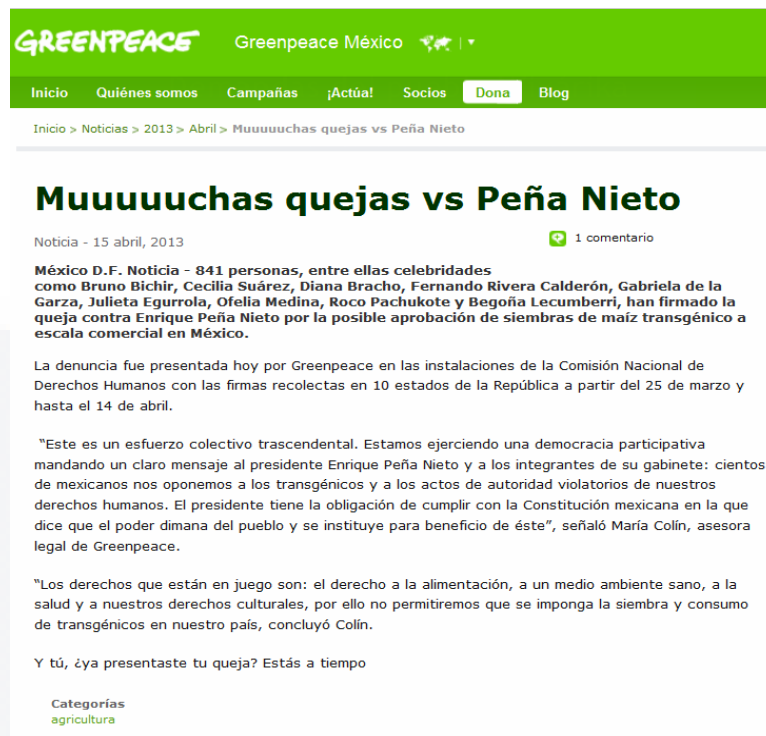 GREENPEACE Greenpeace México
Inicio Quiénes somos Campañas ¡Actúa! Socios Dona Blog
Inicio > Noticias > 2013 > Abril > Muuuuuchas quejas vs Peña Nieto
Muuuuuchas quejas vs Peña Nieto
Noticia - 15 abril, 2013 1 comentario
México D.F. Noticia - 841 personas, entre ellas celebridades
como Bruno Bichir, Cecilia Suárez, Diana Bracho, Fernando Rivera Calderón, Gabriela de la
Garza, Julieta Egurrola, Ofelia Medina, Roco Pachukote y Begoña Lecumberri, han firmado la
queja contra Enrique Peña Nieto por la posible aprobación de siembras de maíz transgénico a
escala comercial en México.
La denuncia fue presentada hoy por Greenpeace en las instalaciones de la Comisión Nacional de
Derechos Humanos con las firmas recolectas en 10 estados de la República a partir del 25 de marzo y
hasta el 14 de abril.
“Este es un esfuerzo colectivo trascendental. Estamos ejerciendo una democracia participativa
mandando un claro mensaje al presidente Enrique Peña Nieto y a los integrantes de su gabinete: cientos
de mexicanos nos oponemos a los transgénicos y a los actos de autoridad violatorios de nuestros
derechos humanos. El presidente tiene la obligación de cumplir con la Constitución mexicana en la que
dice que el poder dimana del pueblo y se instituye para beneficio de éste”, señaló María Colín, asesora
legal de Greenpeace.
“Los derechos que están en juego son: el derecho a la alimentación, a un medio ambiente sano, a la
salud y a nuestros derechos culturales, por ello no permitiremos que se imponga la siembra y consumo
de transgénicos en nuestro país, concluyó Colín.
Y tú, ¿ya presentaste tu queja? Estás a tiempo
Categorías
agricultura